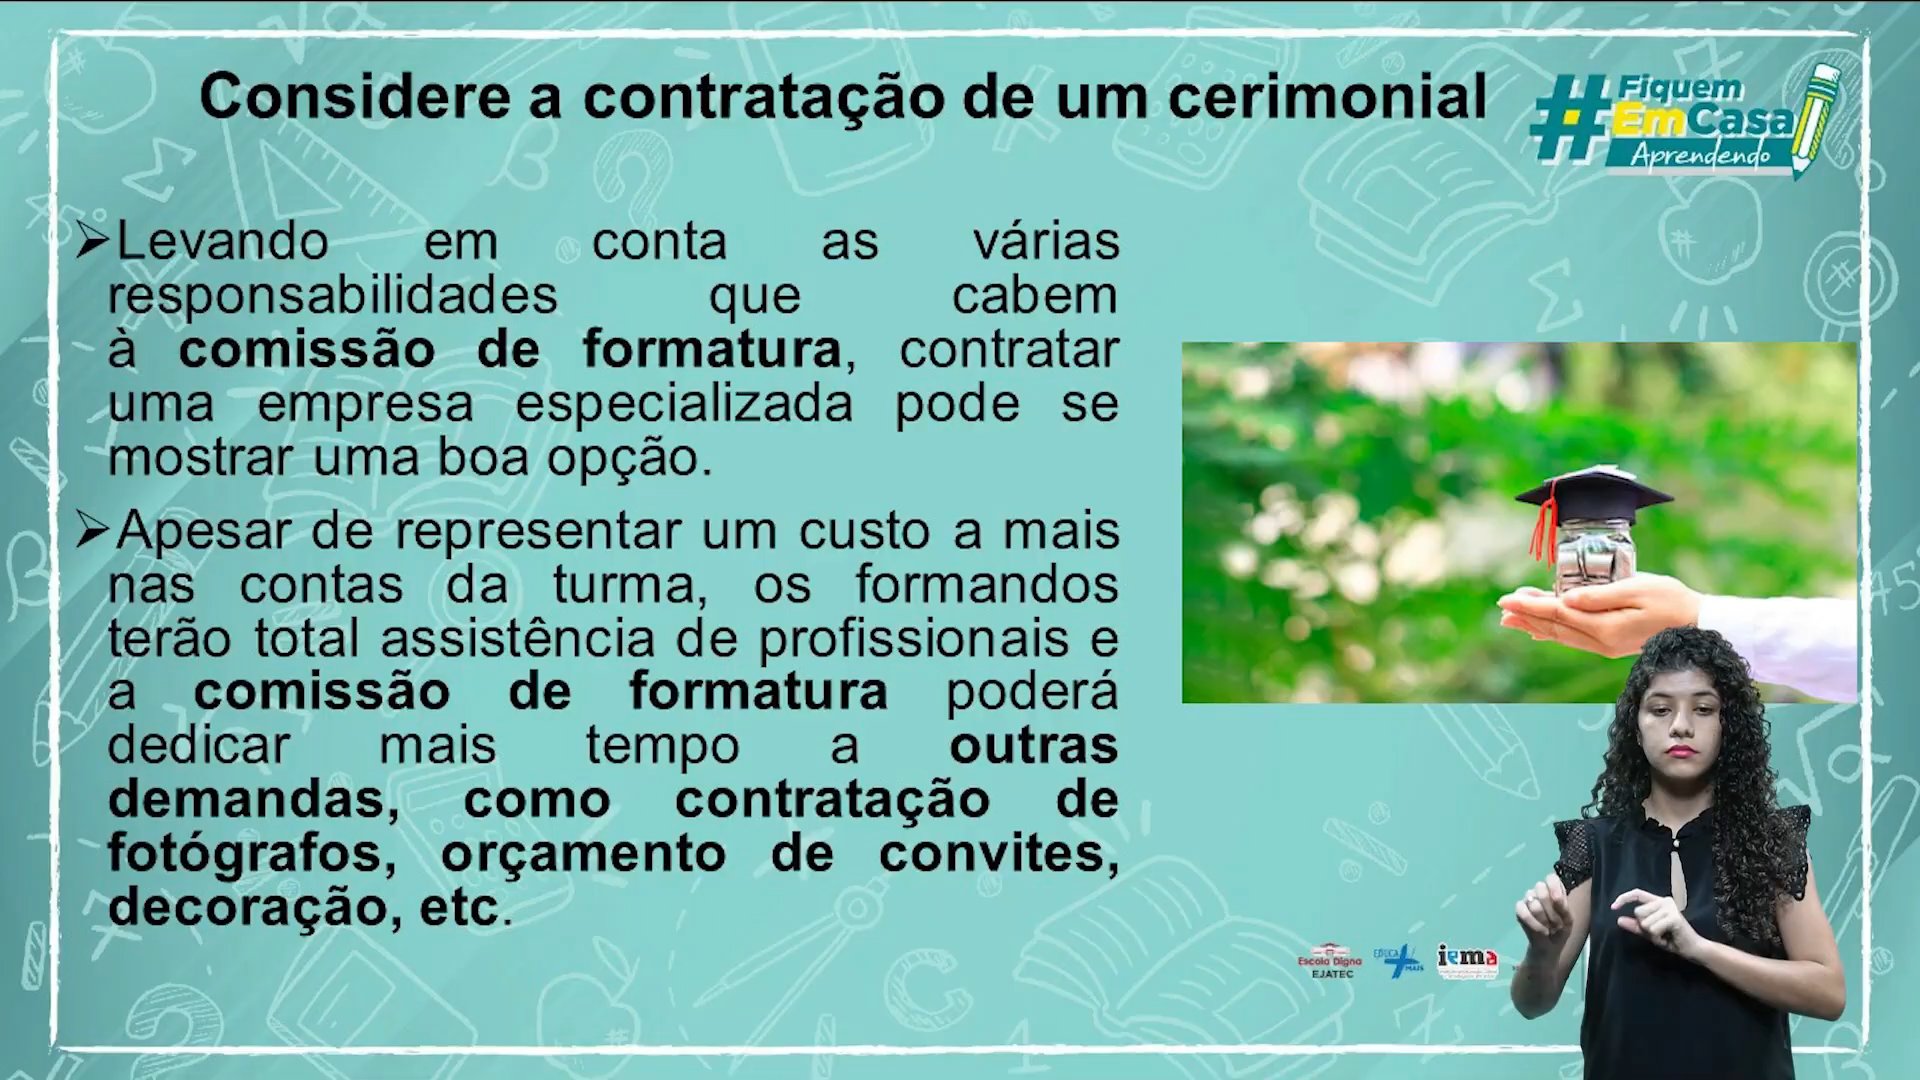 Considere a contratação de um cerimonial
#Fiquem
EmCasa
Aprendendo
➢Levando em conta as várias
responsabilidades que cabem
à comissão de formatura, contratar
uma empresa especializada pode se
mostrar uma boa opção.
➢Apesar de representar um custo a mais
nas contas da turma, os formandos
terão total assistência de profissionais e
a comissão de formatura poderá
dedicar mais tempo a outras
demandas, como contratação de
fotógrafos, orçamento de convites,
decoração, etc.
Escola Digna
EJATEC
EDUCA
MAIS
iema